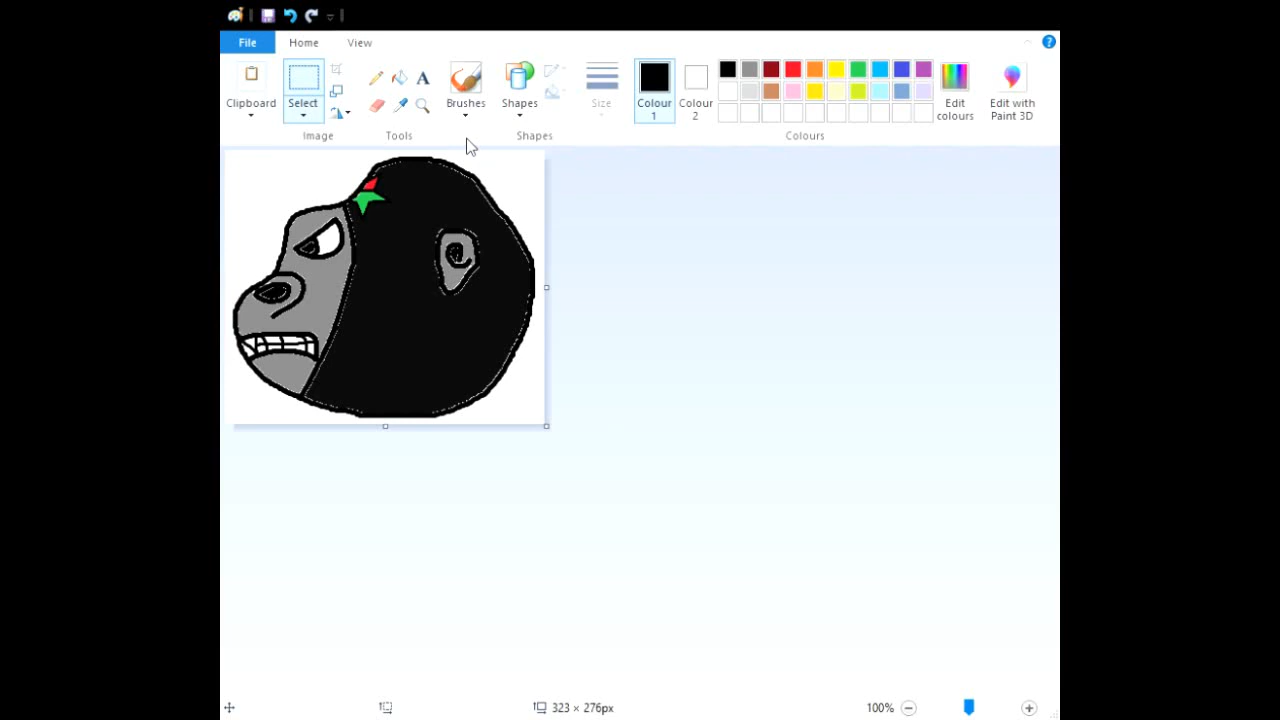 File Home View
?
Clipboard Select Brushes Shapes Size Colour 1 Colour 2 Edit colours Edit with Paint 3D
A
Image Tools Shapes Colours
323 × 276px 100%